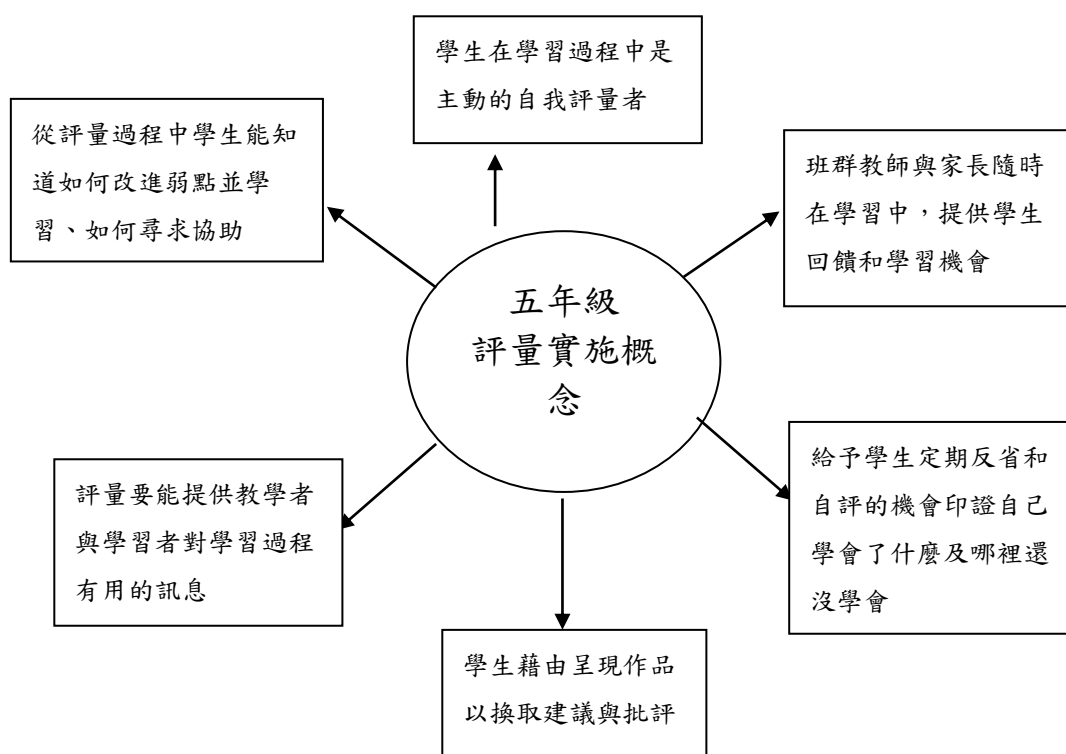 學生在學習過程中是
主動的自我評量者
從評量過程中學生能知
道如何改進弱點並學
習、如何尋求協助
班群教師與家長隨時
在學習中，提供學生
回饋和學習機會
五年級
評量實施概
念
評量要能提供教學者
與學習者對學習過程
有用的訊息
給予學生定期反省和
自評的機會印證自己
學會了什麼及哪裡還
沒學會
學生藉由呈現作品
以換取建議與批評